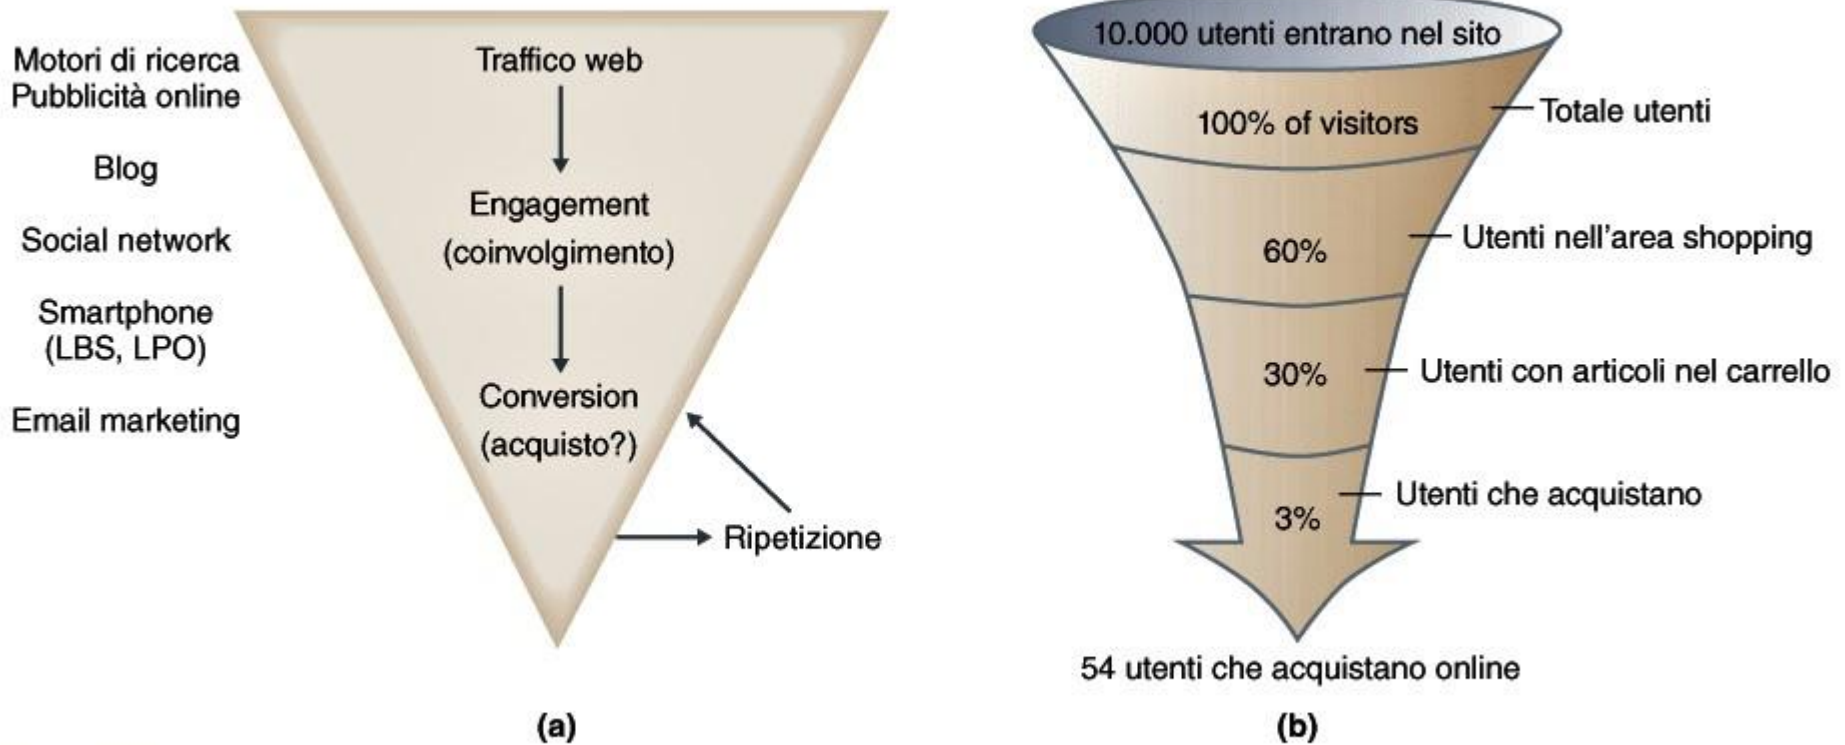 Motori di ricerca
Pubblicità online
Blog
Social network
Smartphone
(LBS, LPO)
Email marketing
Traffico web
Engagement
(coinvolgimento)
Conversion
(acquisto?)
Ripetizione
(a)
10.000 utenti entrano nel sito
100% of visitors
Totale utenti
60%
Utenti nell'area shopping
30%
Utenti con articoli nel carrello
3%
Utenti che acquistano
54 utenti che acquistano online
(b)